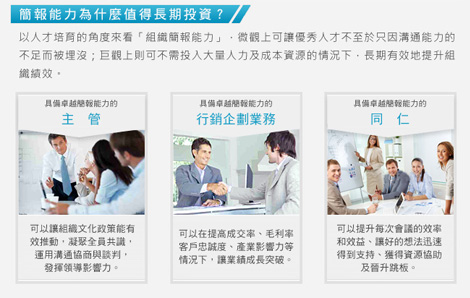 簡報能力為什麼值得長期投資？
以人才培育的角度來看「組織簡報能力」，微觀上可讓優秀人才不至於只因溝通能力的
不足而被埋沒；巨觀上則可不需投入大量人力及成本資源的情況下，長期有效地提升組
織績效。
具備卓越簡報能力的
主 管
可以讓組織文化政策能有
效推動，凝聚全員共識，
運用溝通協商與談判，
發揮領導影響力。
具備卓越簡報能力的
行銷企劃業務
可以在提高成交率、毛利率
客戶忠誠度、產業影響力等
情況下，讓業績成長突破。
具備卓越簡報能力的
同 仁
可以提升每次會議的效率
和效益、讓好的想法迅速
得到支持、獲得資源協助
及晉升跳板。